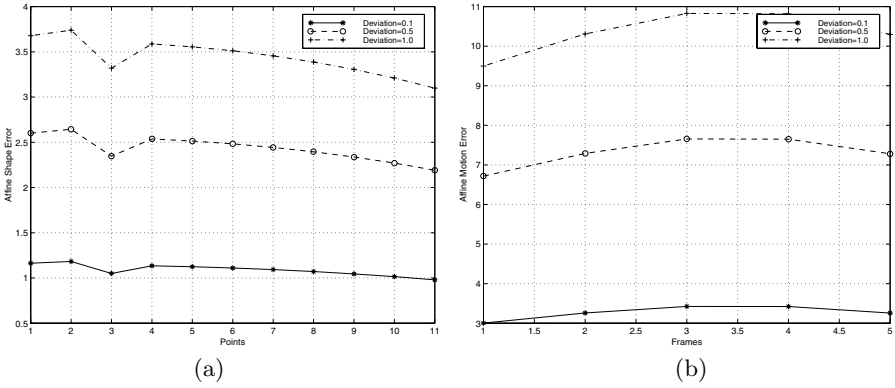 Deviation=0.1
Deviation=0.5
Deviation=1.0
4
3.5
3
2.5
2
1.5
1
0.5
Affine Shape Error
1 2 3 4 5 6 7 8 9 10 11
Points
(a)
Deviation=0.1
Deviation=0.5
Deviation=1.0
11
10
9
8
7
6
5
4
3
Affine Motion Error
1 1.5 2 2.5 3 3.5 4 4.5 5
Frames
(b)